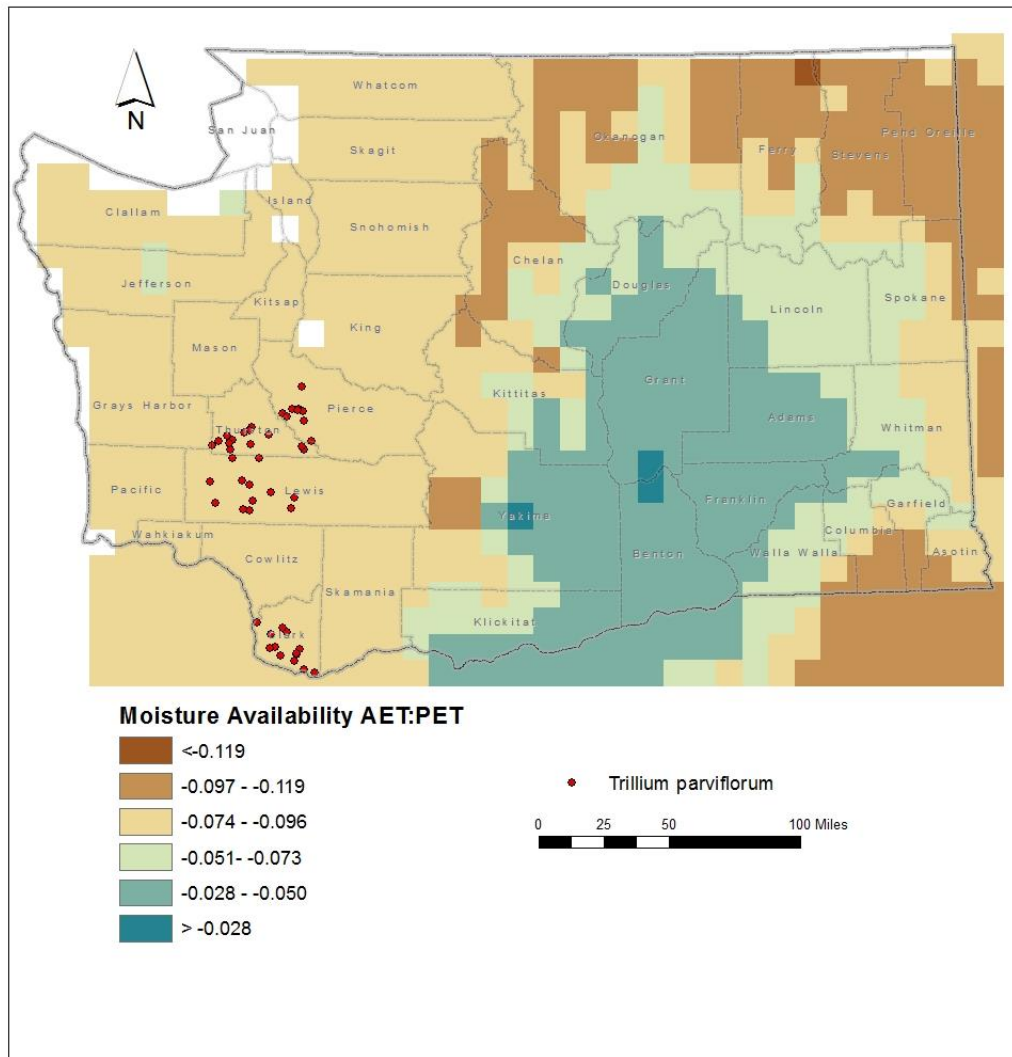 N
Whatcom
San Juan
Okanogan
Pend Oreille
Skagit
Ferry
Stevens
Island
Clallam
Snohomish
Chelan
Jefferson
Douglas
Kitsap
Lincoln
Spokane
King
Mason
Grant
Kittitas
Grays Harbor
Pierce
Adams
Thurston
Whitman
Pacific
Lewis
Franklin
Garfield
Yakima
Columbia
Wahkiakum
Cowlitz
Benton
Walla Walla
Asotin
Skamania
Klickitat
Clark
Moisture Availability AET:PET
<-0.119
-0.097 - -0.119
-0.074 - -0.096
-0.051- -0.073
-0.028 - -0.050
> -0.028
Trillium parviflorum
0 25 50 100 Miles